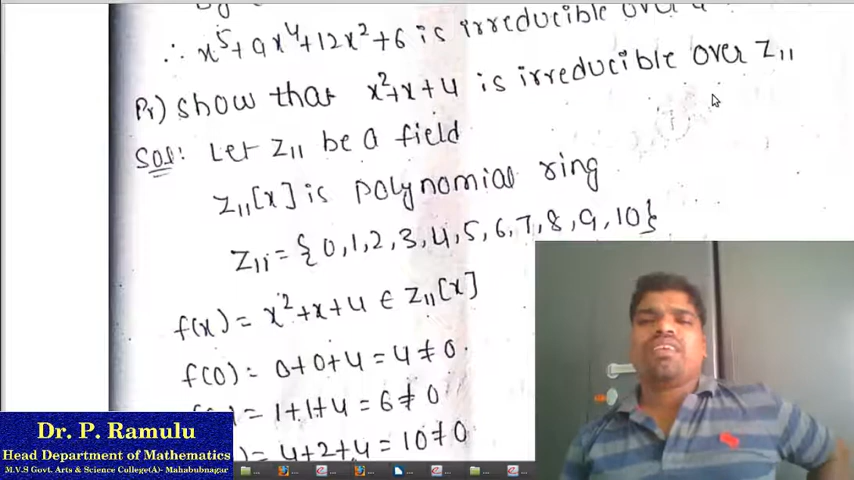 ∴ x⁵+9x⁴+12x²+6 is irreducible over
Pr) show that x²+x+4 is irreducible over Z₁₁
Sol: Let Z₁₁ be a field
Z₁₁[x] is polynomial ring
Z₁₁ = {0,1,2,3,4,5,6,7,8,9,10}
f(x) = x²+x+4 ∈ Z₁₁[x]
f(0) = 0+0+4 = 4 ≠ 0.
= 1+1+4 = 6 ≠ 0
) = 4+2+4 = 10 ≠ 0
Dr. P. Ramulu
Head Department of Mathematics
M.V.S Govt. Arts & Science College(A)- Mahabubnagar